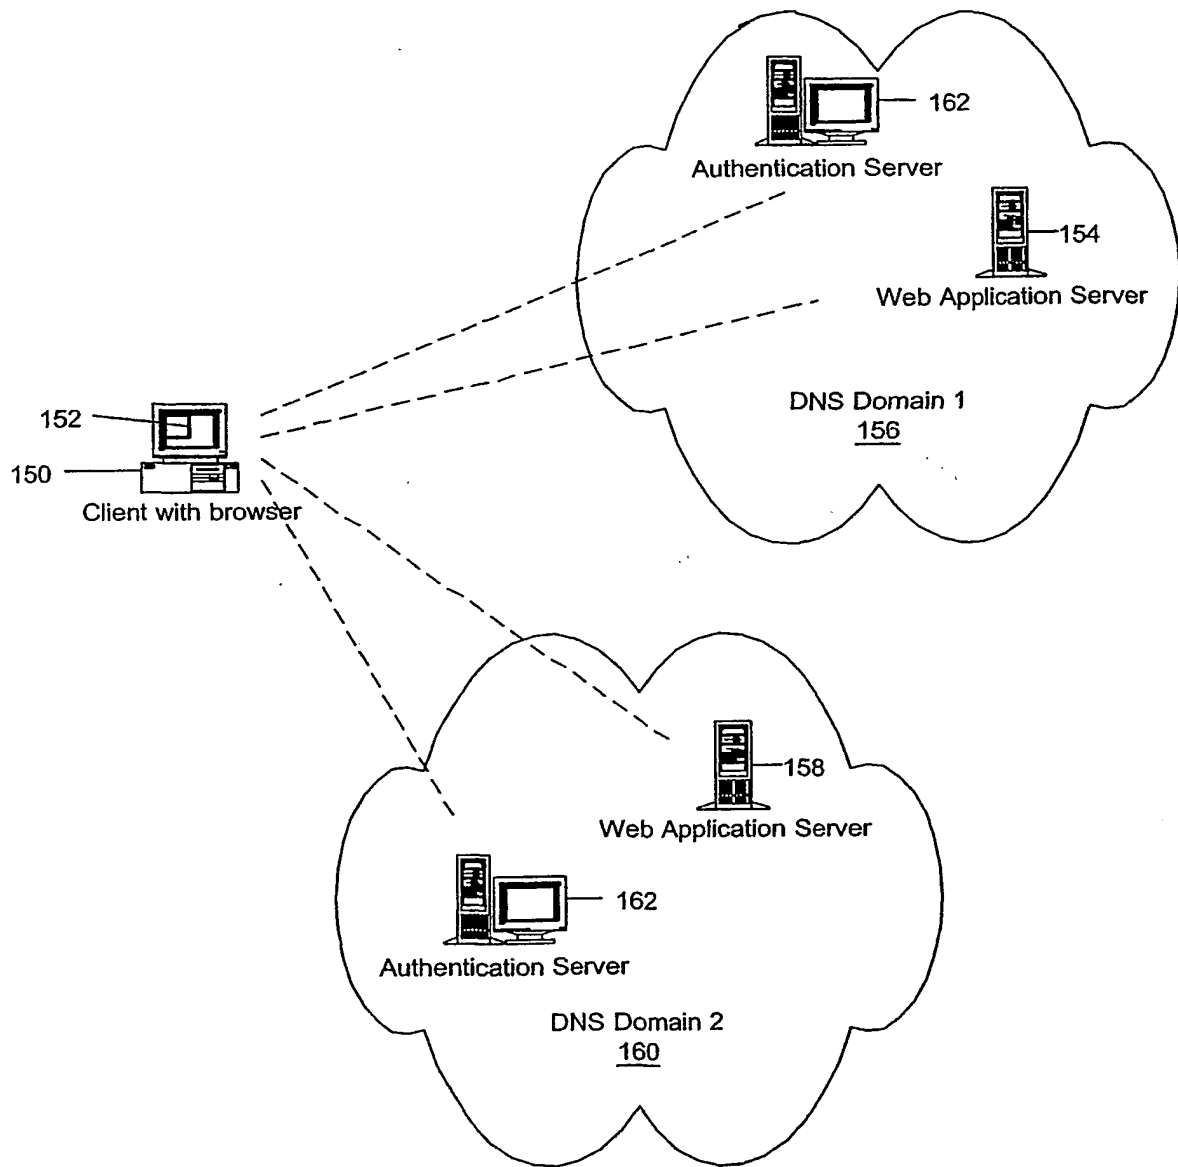 162
Authentication Server
154
Web Application Server
DNS Domain 1
156
152
150
Client with browser
158
Web Application Server
162
Authentication Server
DNS Domain 2
160